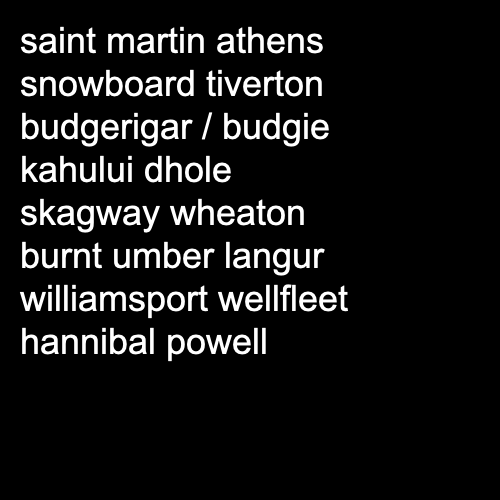 saint martin athens
snowboard tiverton
budgerigar / budgie
kahului dhole
skagway wheaton
burnt umber langur
williamsport wellfleet
hannibal powell